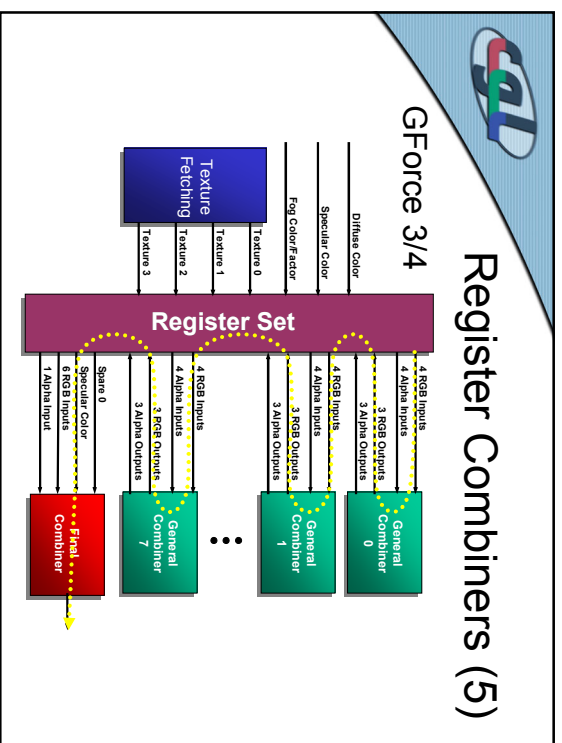 Register Combiners (5)
GForce 3/4
Diffuse Color
Specular Color
Fog Color/Factor
Texture
Fetching
Texture 0
Texture 1
Texture 2
Texture 3
Register Set
4 RGB Inputs
4 Alpha Inputs
3 RGB Outputs
3 Alpha Outputs
General
Combiner
0
4 RGB Inputs
4 Alpha Inputs
3 RGB Outputs
3 Alpha Outputs
General
Combiner
1
4 RGB Inputs
4 Alpha Inputs
3 RGB Outputs
3 Alpha Outputs
General
Combiner
7
Spare 0
Specular Color
6 RGB Inputs
1 Alpha Input
Final
Combiner